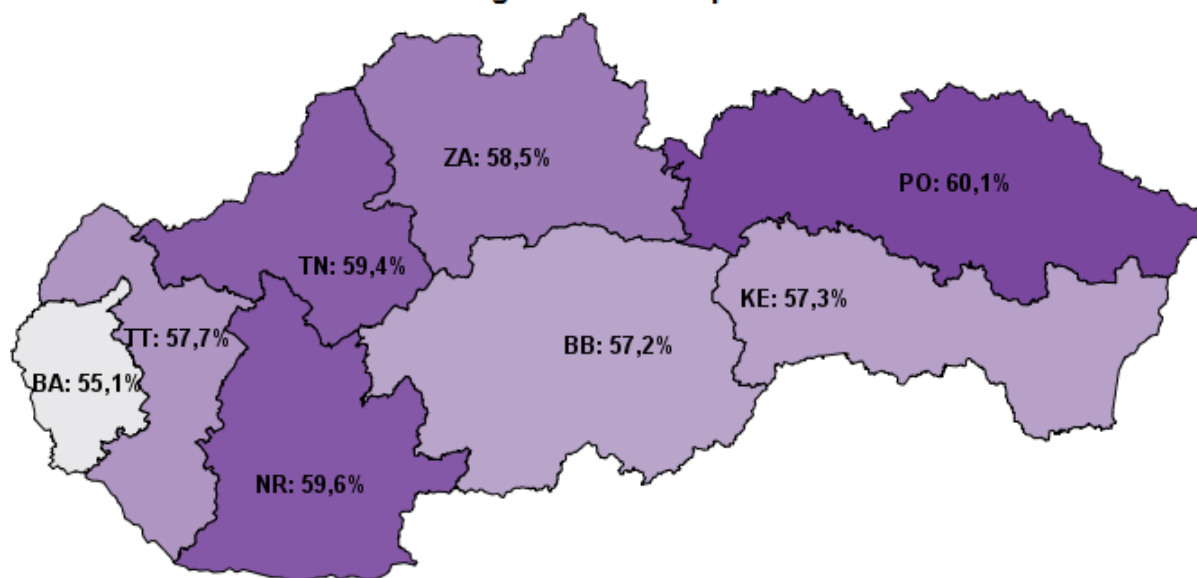 ZA: 58,5%
PO: 60,1%
TN: 59,4%
KE: 57,3%
TT: 57,7%
BB: 57,2%
BA: 55,1%
NR: 59,6%